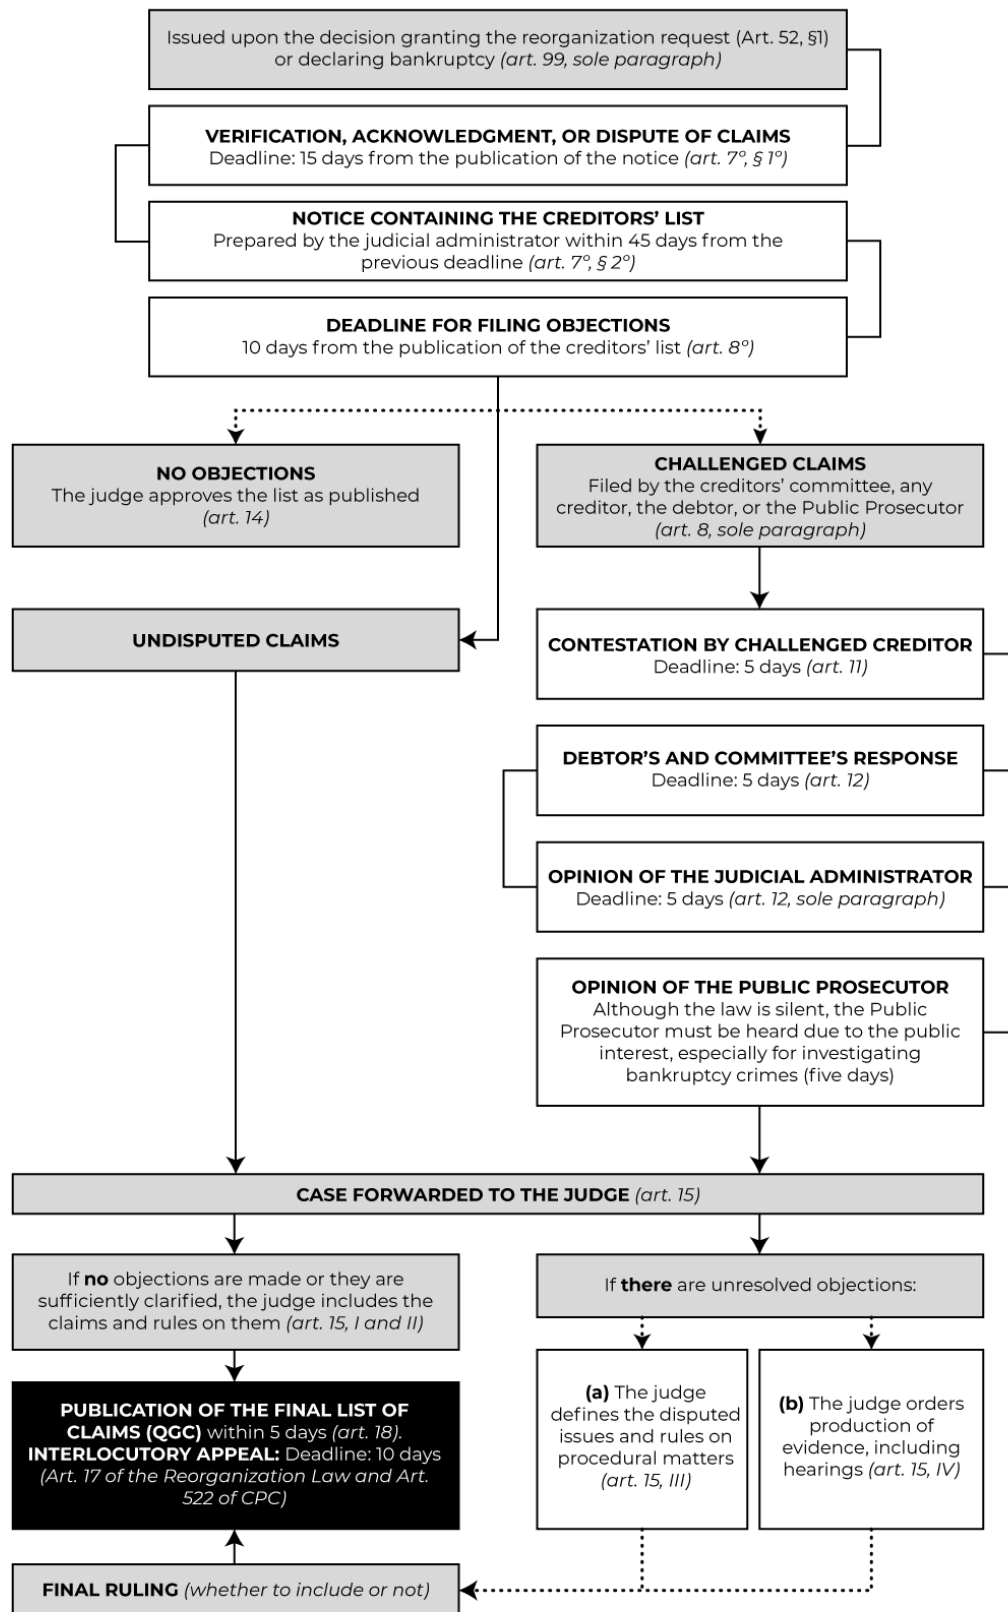 Issued upon the decision granting the reorganization request (Art. 52, §1)
or declaring bankruptcy (art. 99, sole paragraph)
VERIFICATION, ACKNOWLEDGMENT, OR DISPUTE OF CLAIMS
Deadline: 15 days from the publication of the notice (art. 7º, § 1º)
NOTICE CONTAINING THE CREDITORS’ LIST
Prepared by the judicial administrator within 45 days from the
previous deadline (art. 7º, § 2º)
DEADLINE FOR FILING OBJECTIONS
10 days from the publication of the creditors’ list (art. 8º)
NO OBJECTIONS
The judge approves the list as published
(art. 14)
CHALLENGED CLAIMS
Filed by the creditors’ committee, any
creditor, the debtor, or the Public Prosecutor
(art. 8, sole paragraph)
UNDISPUTED CLAIMS
CONTESTATION BY CHALLENGED CREDITOR
Deadline: 5 days (art. 11)
DEBTOR’S AND COMMITTEE’S RESPONSE
Deadline: 5 days (art. 12)
OPINION OF THE JUDICIAL ADMINISTRATOR
Deadline: 5 days (art. 12, sole paragraph)
OPINION OF THE PUBLIC PROSECUTOR
Although the law is silent, the Public
Prosecutor must be heard due to the public
interest, especially for investigating
bankruptcy crimes (five days)
CASE FORWARDED TO THE JUDGE (art. 15)
If no objections are made or they are
sufficiently clarified, the judge includes the
claims and rules on them (art. 15, I and II)
If there are unresolved objections:
(a) The judge
defines the disputed
issues and rules on
procedural matters
(art. 15, III)
(b) The judge orders
production of
evidence, including
hearings (art. 15, IV)
PUBLICATION OF THE FINAL LIST OF
CLAIMS (QGC) within 5 days (art. 18).
INTERLOCUTORY APPEAL: Deadline: 10 days
(Art. 17 of the Reorganization Law and Art.
522 of CPC)
FINAL RULING (whether to include or not)